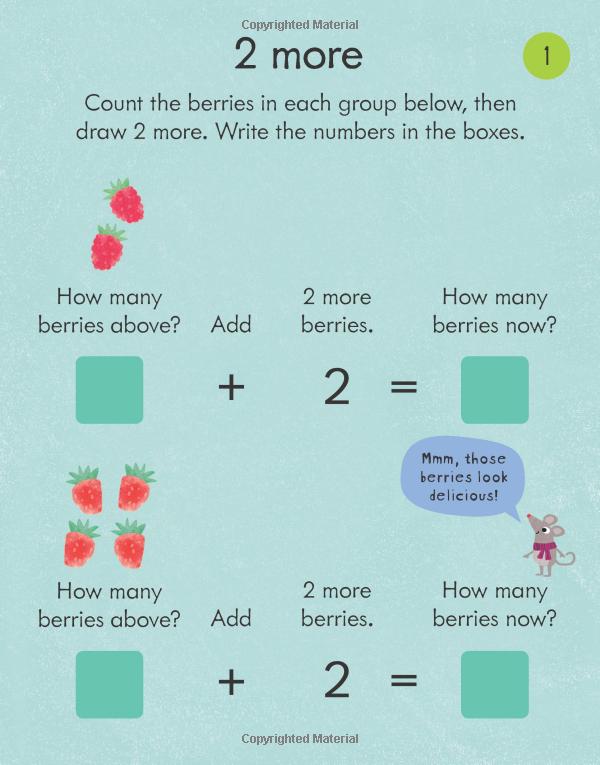 Copyrighted Material
2 more
1
Count the berries in each group below, then
draw 2 more. Write the numbers in the boxes.
How many
berries above?
Add
2 more
berries.
How many
berries now?
+ 2 =
Mmm, those
berries look
delicious!
How many
berries above?
Add
2 more
berries.
How many
berries now?
+ 2 =
Copyrighted Material